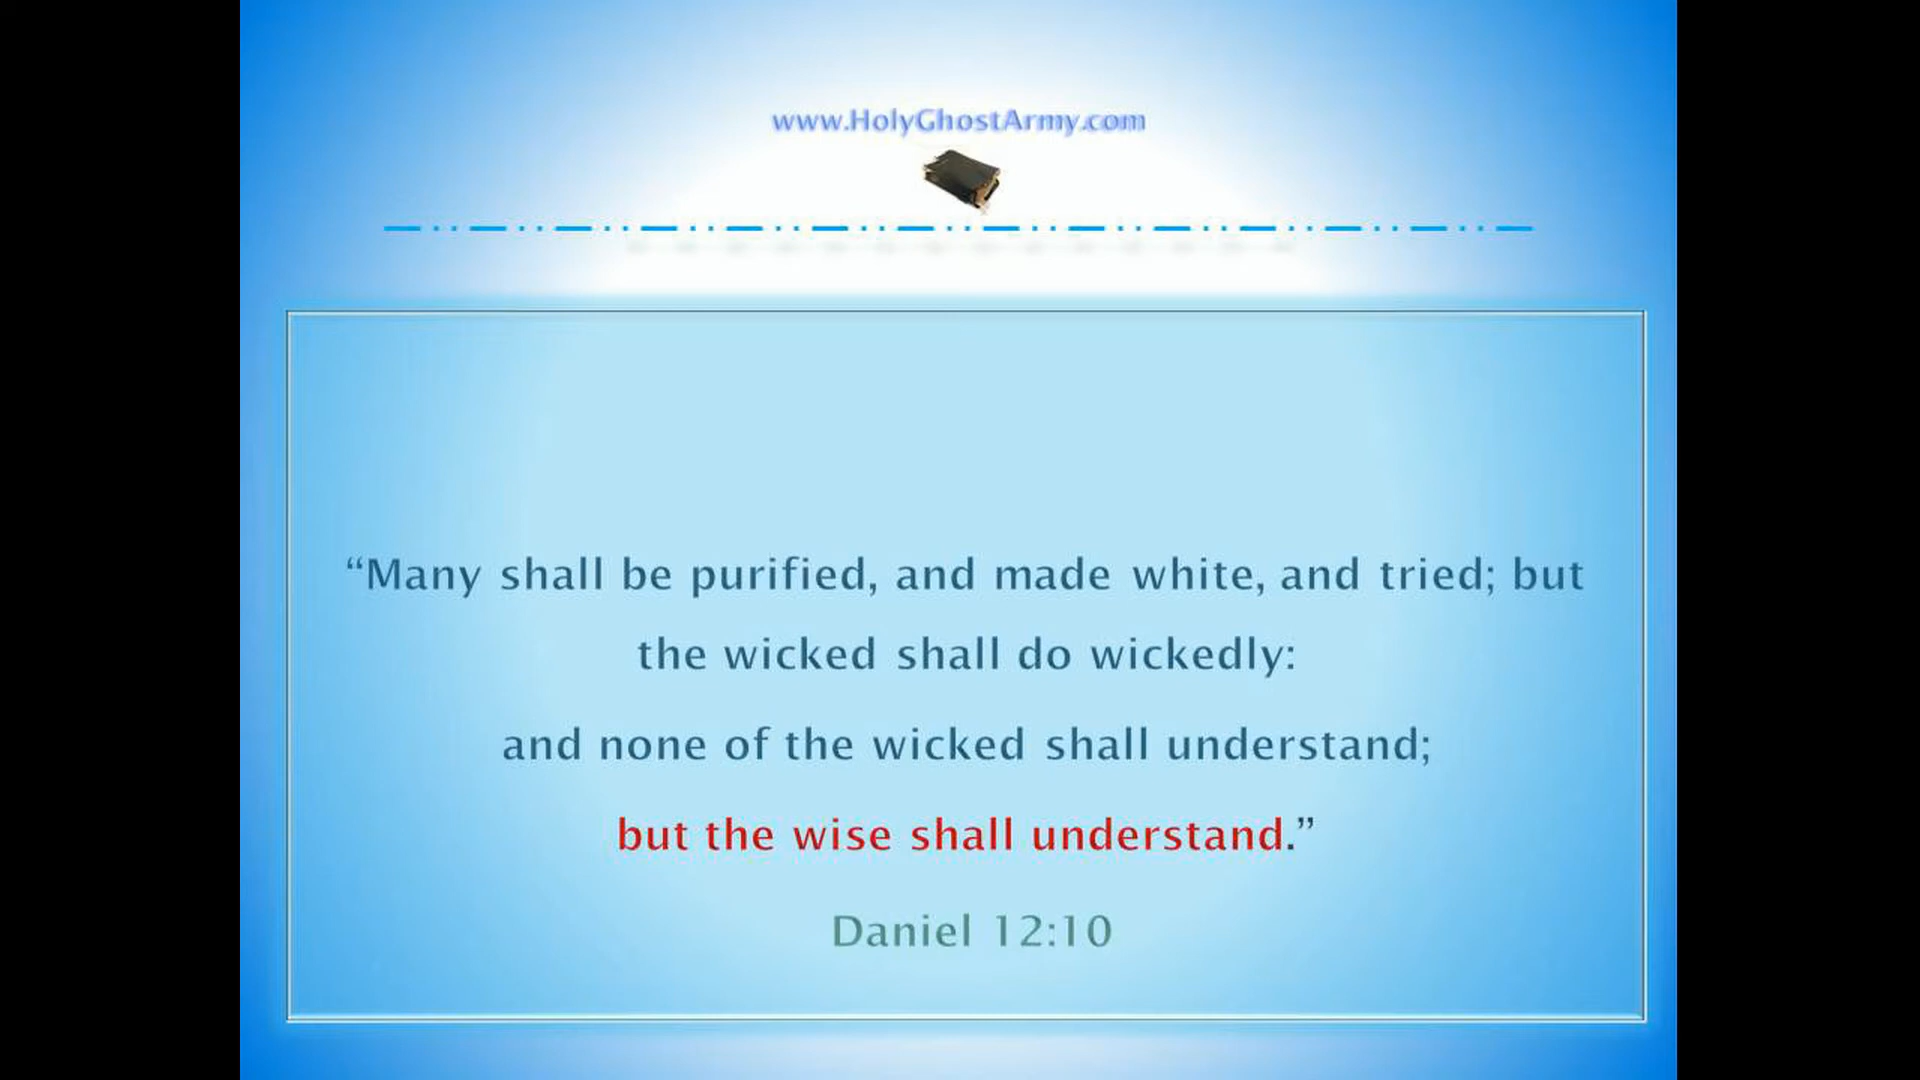 www.HolyGhostArmy.com
“Many shall be purified, and made white, and tried; but
the wicked shall do wickedly:
and none of the wicked shall understand;
but the wise shall understand.”
Daniel 12:10